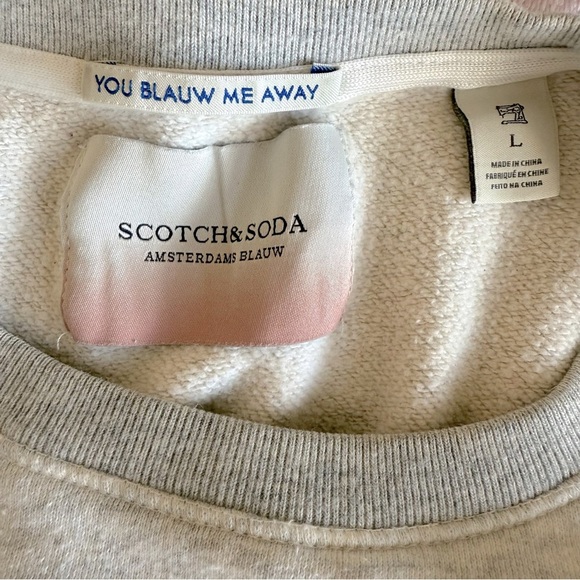 YOU BLAUW ME AWAY
SCOTCH&SODA
AMSTERDAMS BLAUW
L
MADE IN CHINA
FABRIQUÉ EN CHINE
FEITO NA CHINA